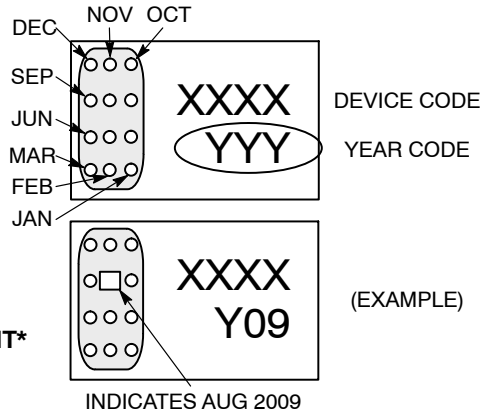 DEC NOV OCT
SEP
JUN
MAR
FEB
JAN
XXXX DEVICE CODE
YYY YEAR CODE
XXXX
Y09
(EXAMPLE)
INDICATES AUG 2009